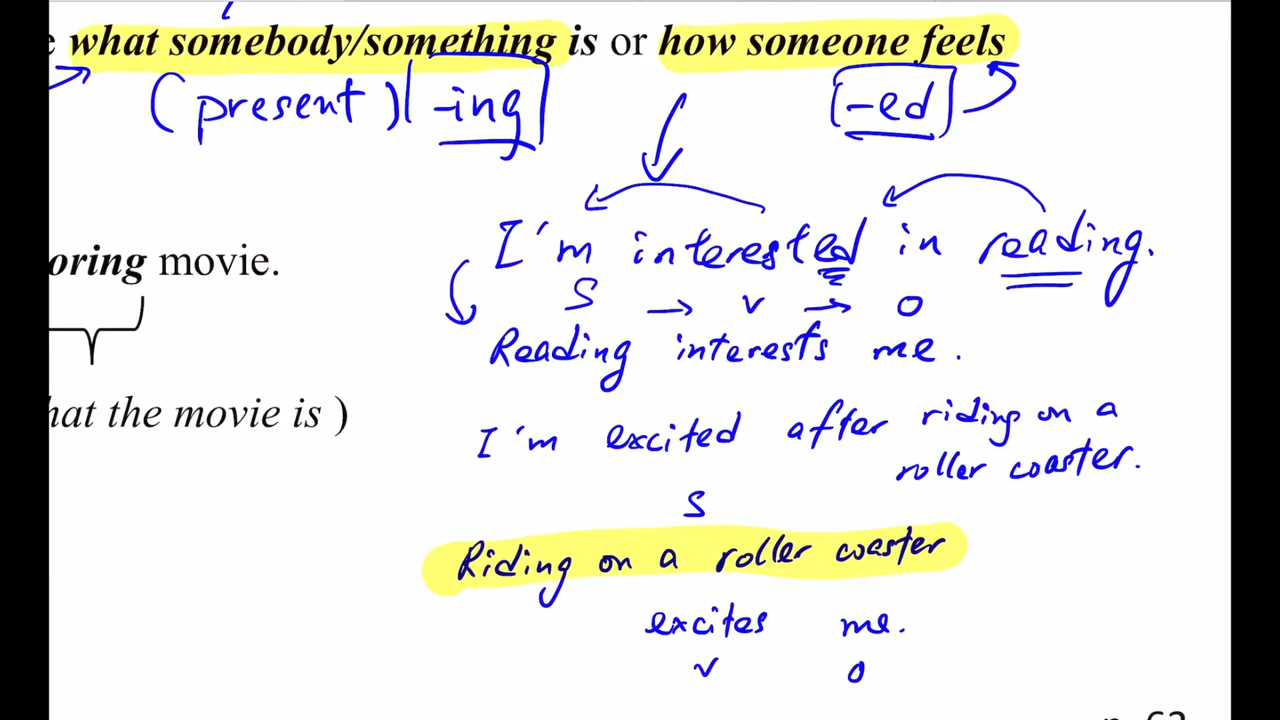 e what somebody/something is or how someone feels
(present) -ing -ed
I'm interested in reading.
oring movie.
S → V → O
Reading interests me.
hat the movie is )
I'm excited after riding on a
roller coaster.
S
Riding on a roller coaster
excites me.
V O